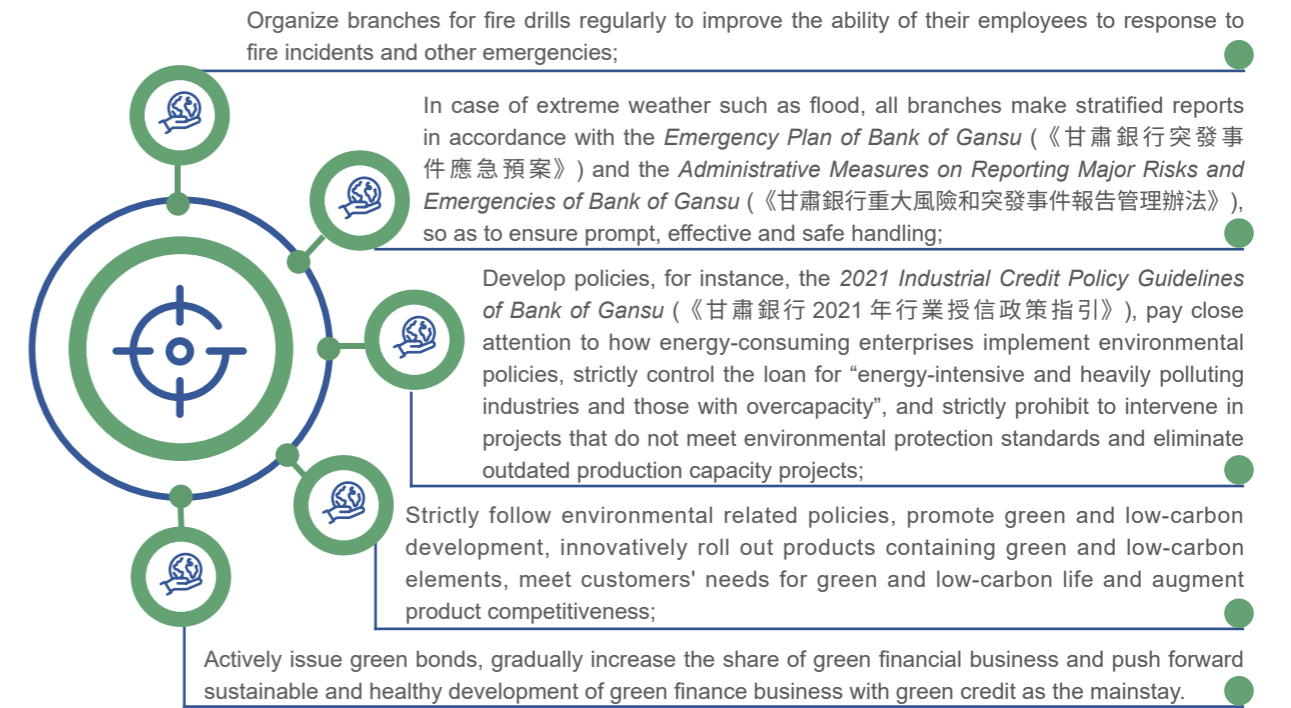 Organize branches for fire drills regularly to improve the ability of their employees to response to
fire incidents and other emergencies;
In case of extreme weather such as flood, all branches make stratified reports
in accordance with the Emergency Plan of Bank of Gansu (《甘肅銀行突發事
件應急預案》) and the Administrative Measures on Reporting Major Risks and
Emergencies of Bank of Gansu (《甘肅銀行重大風險和突發事件報告管理辦法》),
so as to ensure prompt, effective and safe handling;
Develop policies, for instance, the 2021 Industrial Credit Policy Guidelines
of Bank of Gansu (《甘肅銀行 2021 年行業授信政策指引》), pay close
attention to how energy-consuming enterprises implement environmental
policies, strictly control the loan for “energy-intensive and heavily polluting
industries and those with overcapacity”, and strictly prohibit to intervene in
projects that do not meet environmental protection standards and eliminate
outdated production capacity projects;
Strictly follow environmental related policies, promote green and low-carbon
development, innovatively roll out products containing green and low-carbon
elements, meet customers' needs for green and low-carbon life and augment
product competitiveness;
Actively issue green bonds, gradually increase the share of green financial business and push forward
sustainable and healthy development of green finance business with green credit as the mainstay.